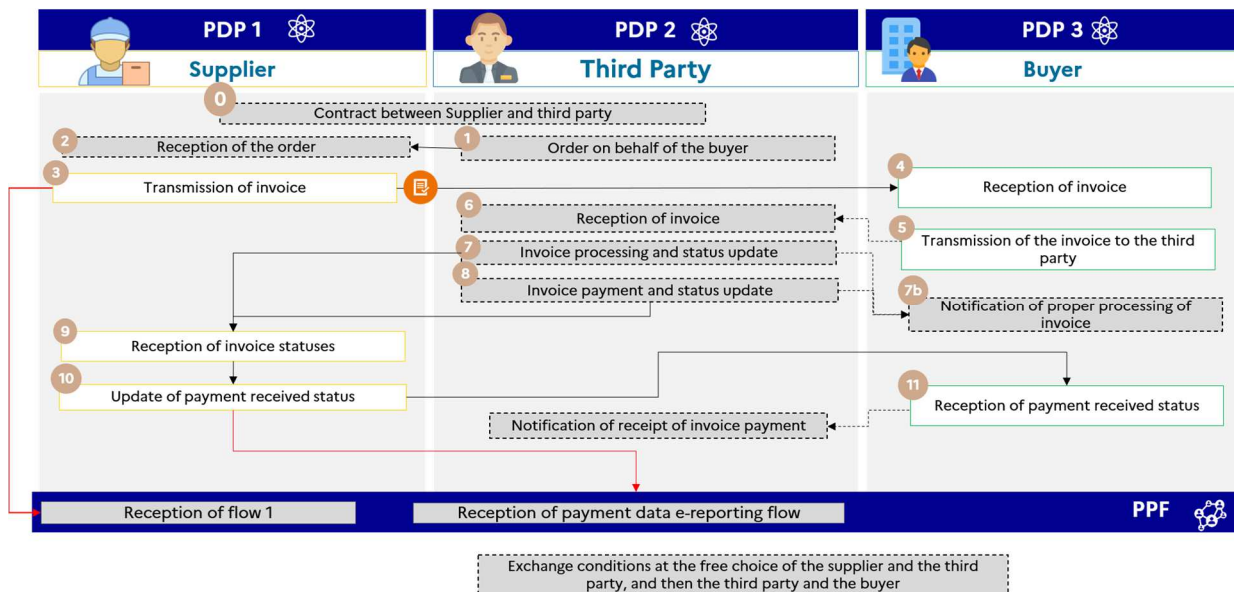 PDP 1
PDP 2
PDP 3
Supplier
Third Party
Buyer
0
Contract between Supplier and third party
2
Reception of the order
1
Order on behalf of the buyer
3
Transmission of invoice
4
Reception of invoice
6
Reception of invoice
5
Transmission of the invoice to the third
party
7
Invoice processing and status update
8
Invoice payment and status update
7b
Notification of proper processing of
invoice
9
Reception of invoice statuses
10
Update of payment received status
11
Reception of payment received status
Notification of receipt of invoice payment
Reception of flow 1
Reception of payment data e-reporting flow
PPF
Exchange conditions at the free choice of the supplier and the third
party, and then the third party and the buyer